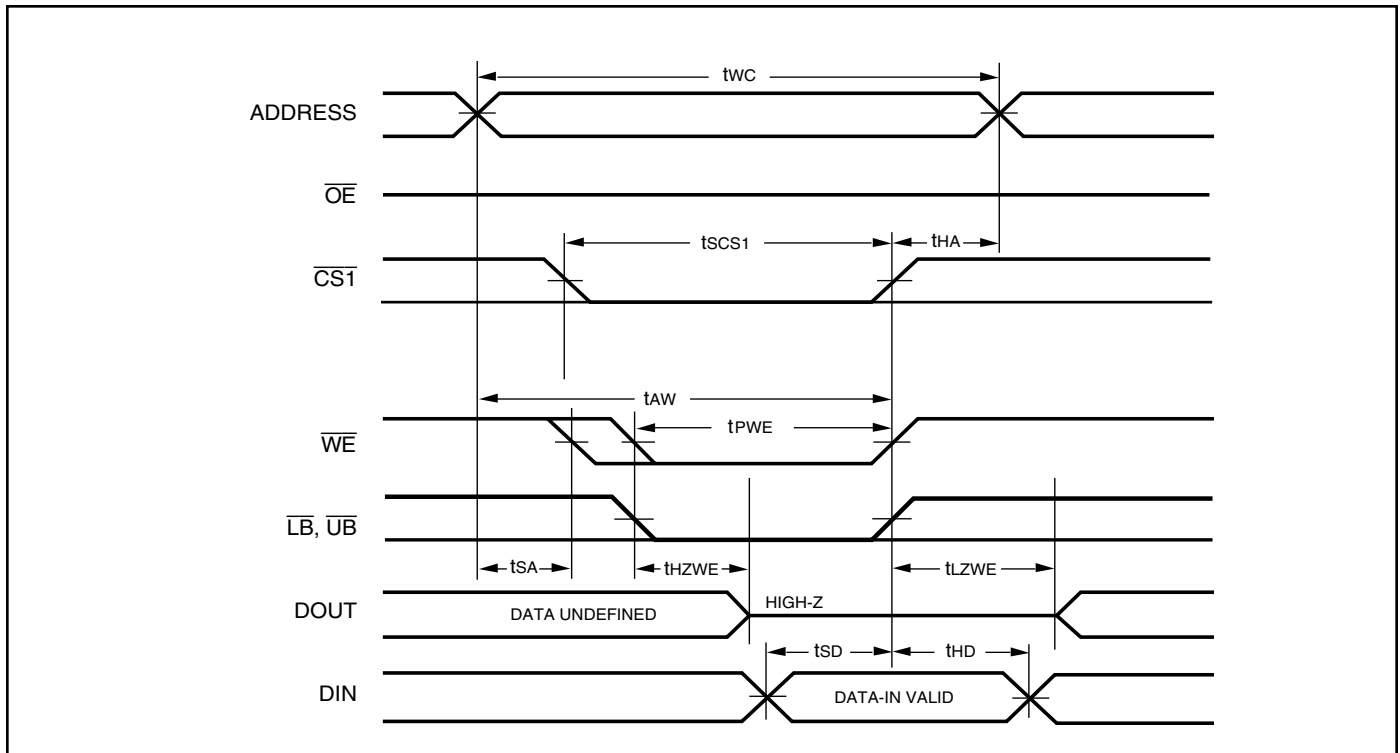 tWC
ADDRESS
OE
tSCS1
tHA
CS1
tAW
tPWE
WE
LB, UB
tSA
tHZWE
tLZWE
DOUT
DATA UNDEFINED
HIGH-Z
tSD
tHD
DIN
DATA-IN VALID